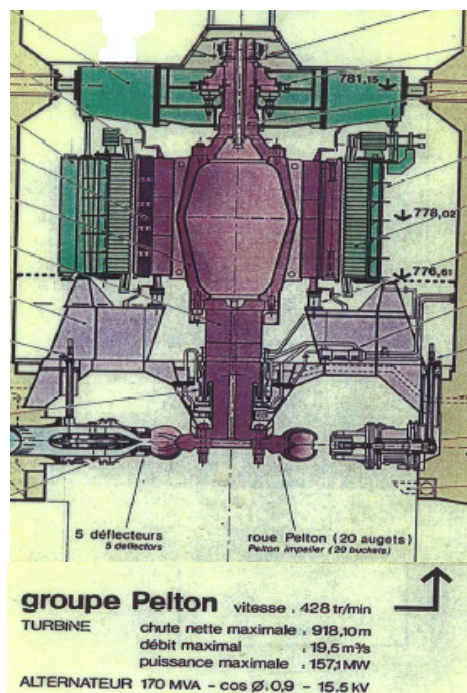 781,15
778,02
776,61
5 déflecteurs
5 deflectors
roue Pelton (20 augets)
Pelton impeller (20 buckets)
groupe Pelton vitesse : 428 tr/min
TURBINE chute nette maximale : 918,10 m
débit maximal : 19,5 m³/s
puissance maximale : 157,1 MW
ALTERNATEUR 170 MVA - cos Ø.0,9 - 15,5 kV